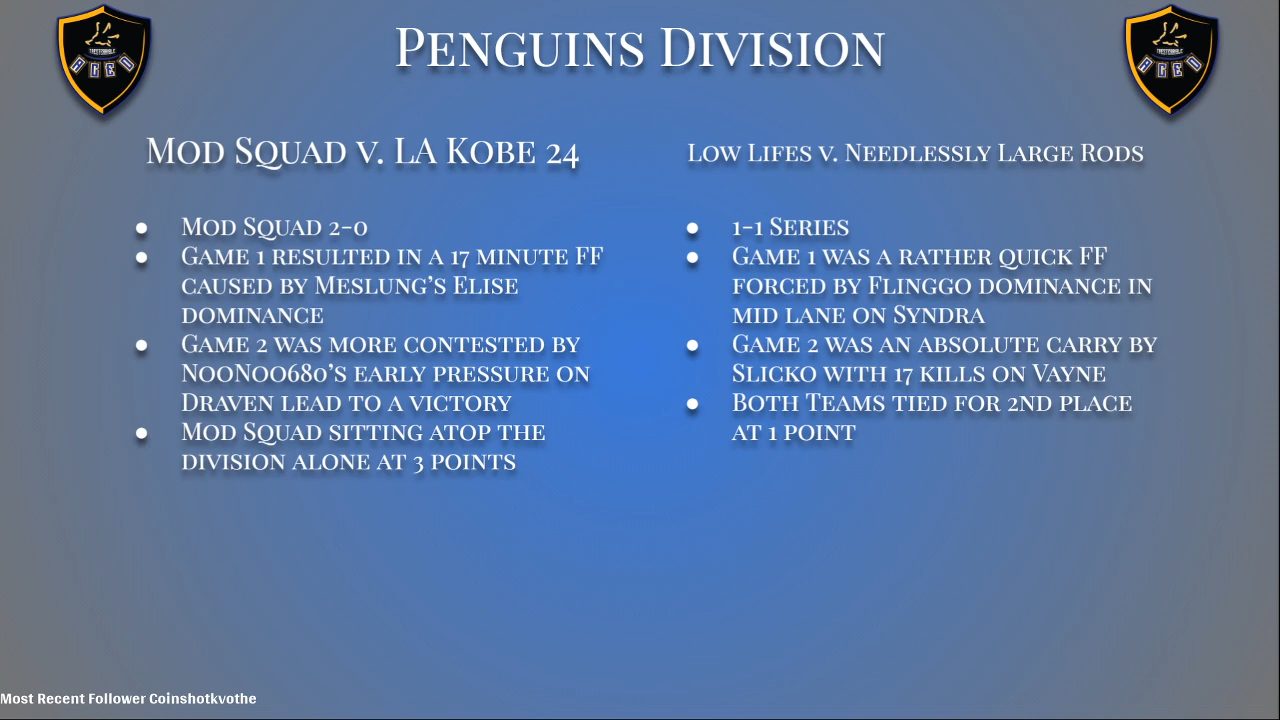 Penguins Division
Mod Squad v. LA Kobe 24
● Mod Squad 2-0
● Game 1 resulted in a 17 minute FF
caused by Meslung’s Elise
dominance
● Game 2 was more contested by
NooNoo680’s early pressure on
Draven lead to a victory
● Mod Squad sitting atop the
division alone at 3 points
Low Lifes v. Needlessly Large Rods
● 1-1 Series
● Game 1 was a rather quick FF
forced by Flinggo dominance in
mid lane on Syndra
● Game 2 was an absolute carry by
Slicko with 17 kills on Vayne
● Both Teams tied for 2nd place
at 1 point
Most Recent Follower Coinshotkvothe